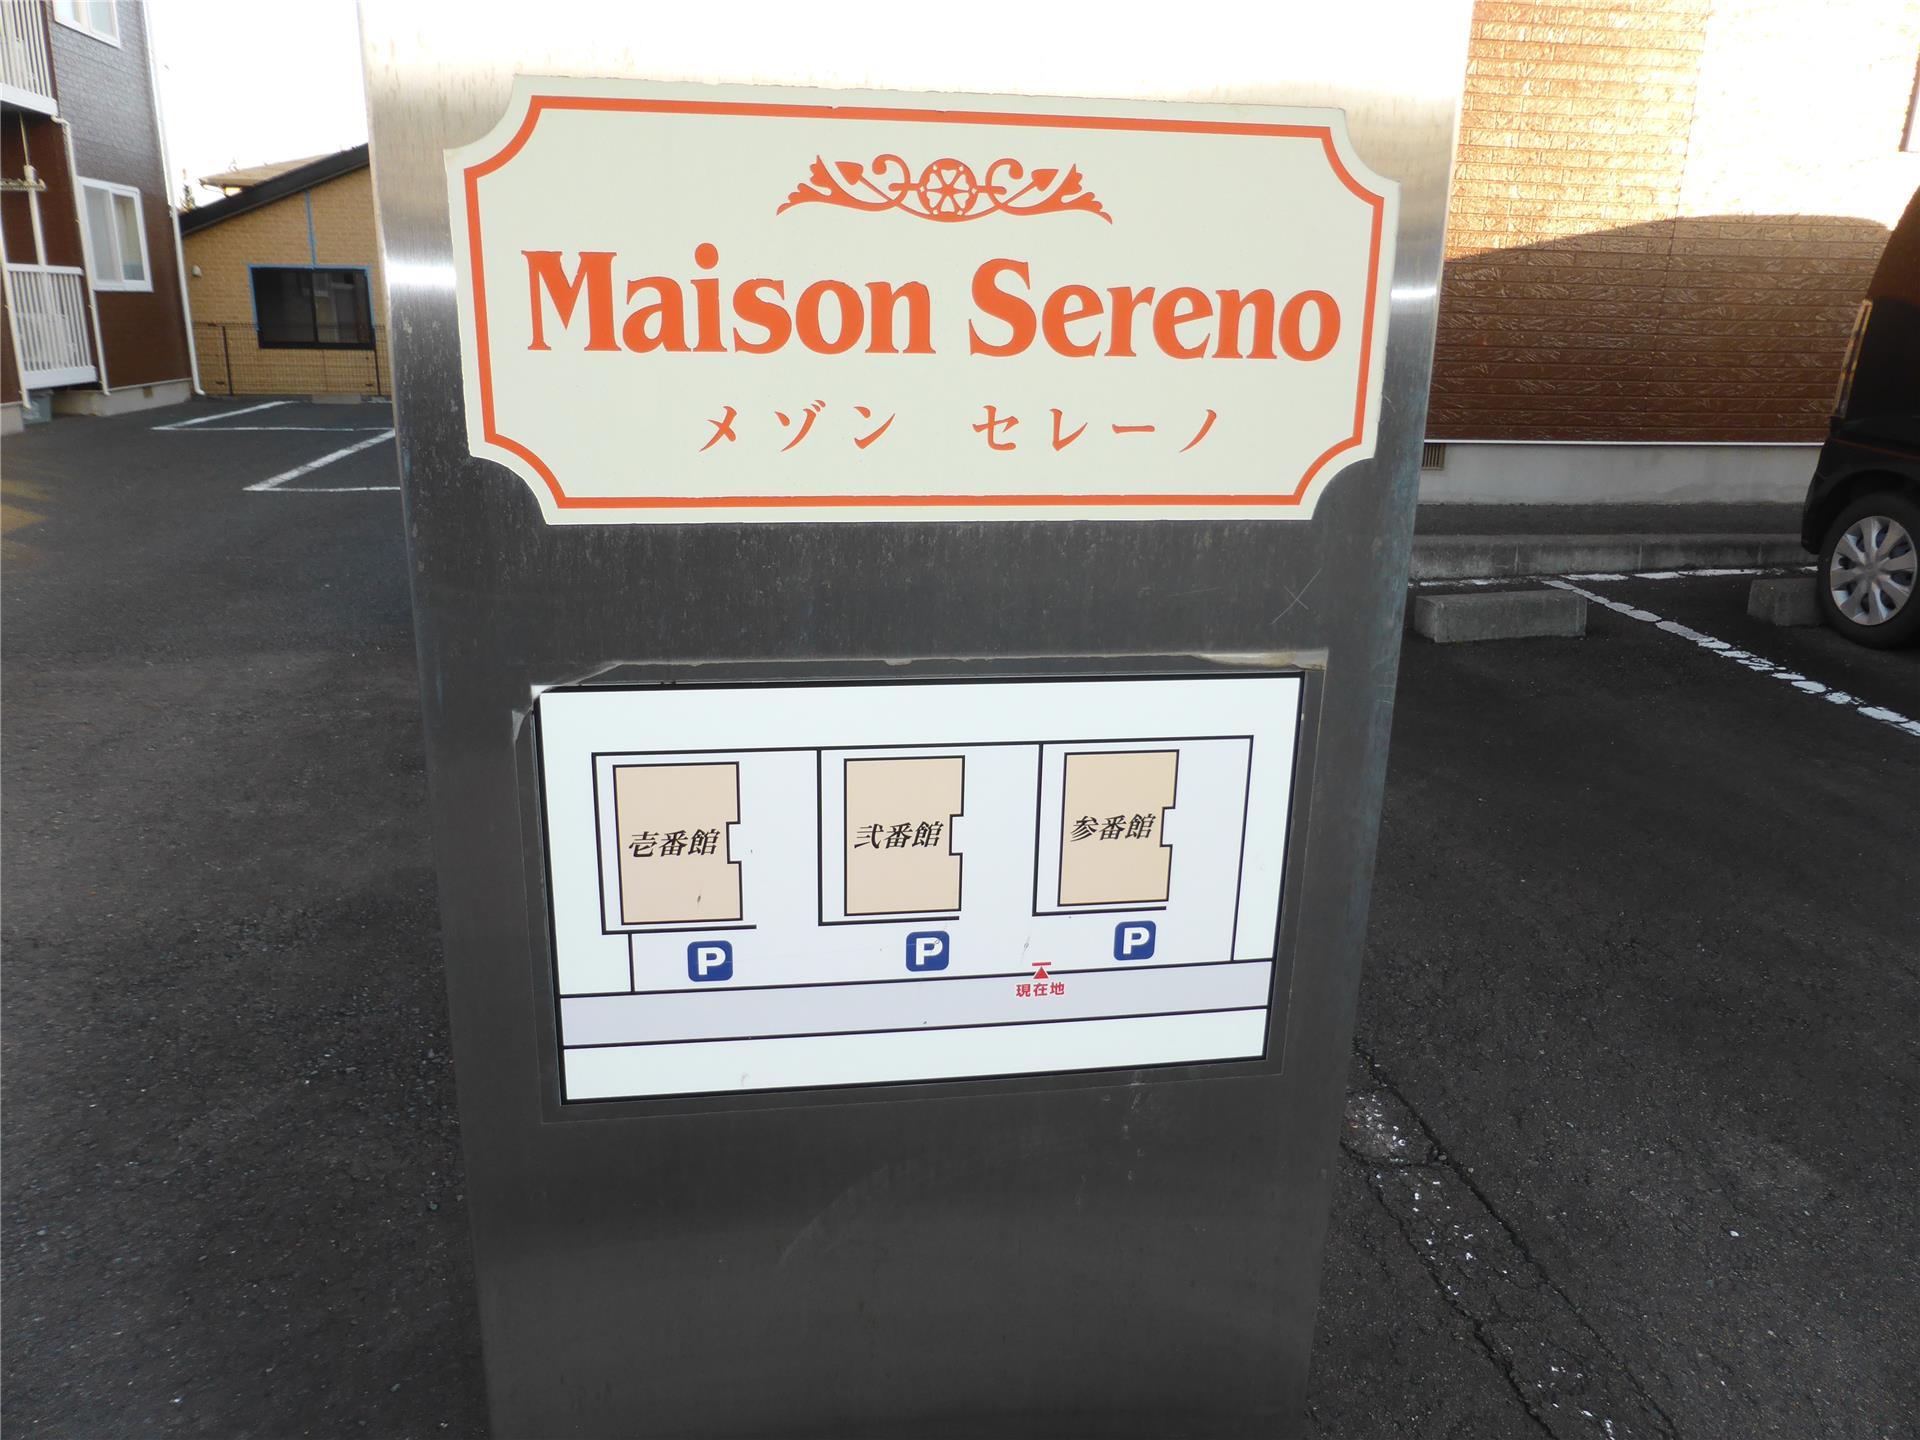 Maison Sereno
メゾン セレーノ
壱番館 弐番館 参番館
P P P
現在地